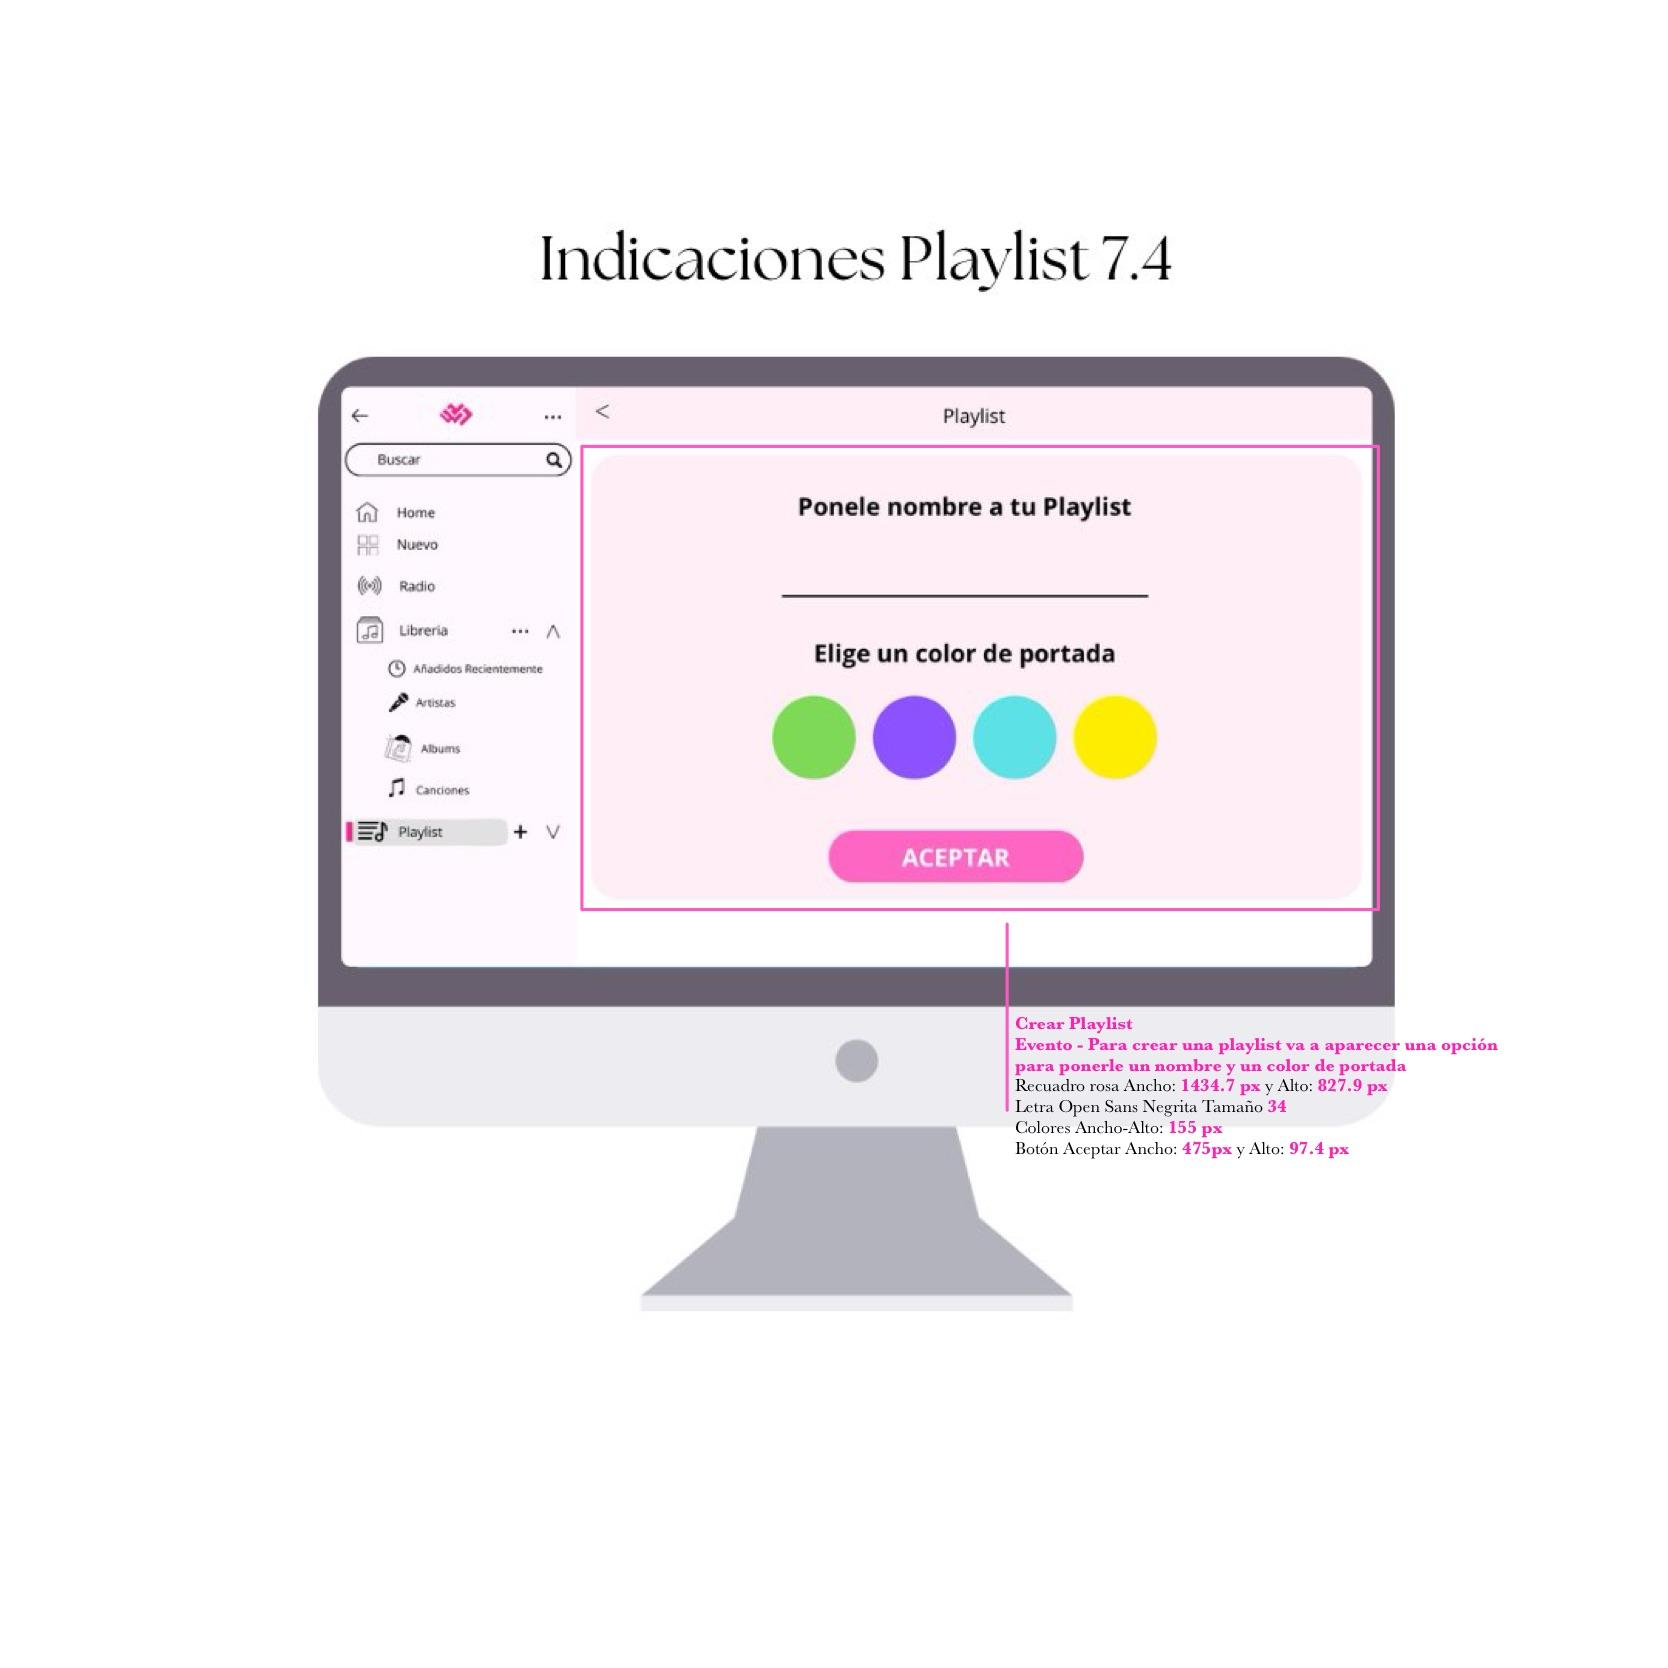 Indicaciones Playlist 7.4
Buscar
Home
Nuevo
Radio
Libreria
Añadidos Recientemente
Artistas
Albums
Canciones
Playlist
Playlist
Ponele nombre a tu Playlist
Elige un color de portada
ACEPTAR
Crear Playlist
Evento - Para crear una playlist va a aparecer una opción
para ponerle un nombre y un color de portada
Recuadro rosa Ancho: 1434.7 px y Alto: 827.9 px
Letra Open Sans Negrita Tamaño 34
Colores Ancho-Alto: 155 px
Botón Aceptar Ancho: 475px y Alto: 97.4 px